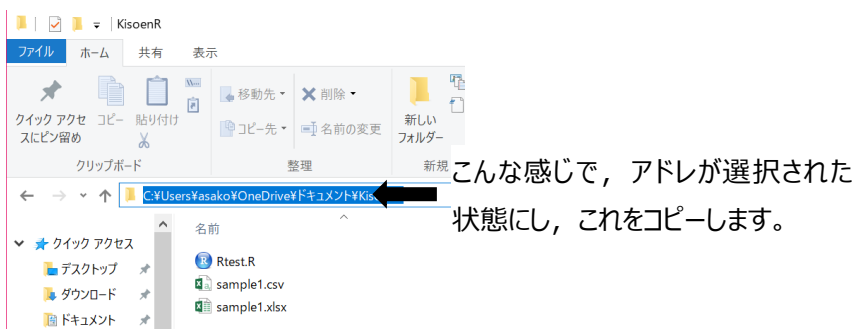 KisoenR
ファイル ホーム 共有 表示
クイック アクセスにピン留め コピー 貼り付け
移動先 削除
コピー先 名前の変更
新しいフォルダー
クリップボード 整理 新規
C:¥Users¥asako¥OneDrive¥ドキュメント¥Kis
クイック アクセス
デスクトップ
ダウンロード
ドキュメント
名前
Rtest.R
sample1.csv
sample1.xlsx
こんな感じで，アドレが選択された
状態にし，これをコピーします。